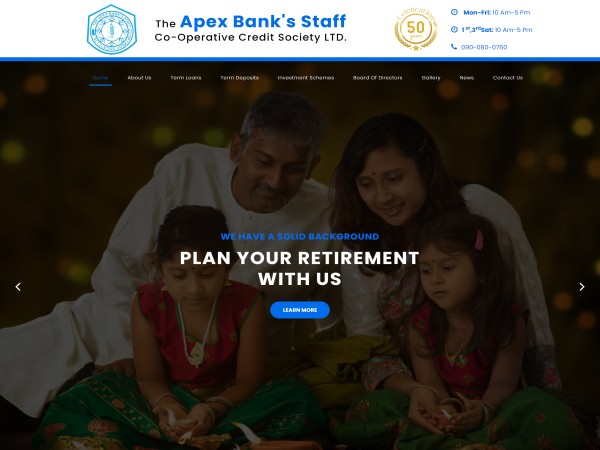 The Apex Bank's Staff
Co-Operative Credit Society LTD.
Celebrating
50
years
Mon-Fri: 10 Am-5 Pm
1st,3rdSat: 10 Am-5 Pm
090-080-0760
Home About Us Term Loans Term Deposits Investment Schemes Board Of Directors Gallery News Contact Us
WE HAVE A SOLID BACKGROUND
PLAN YOUR RETIREMENT
WITH US
LEARN MORE